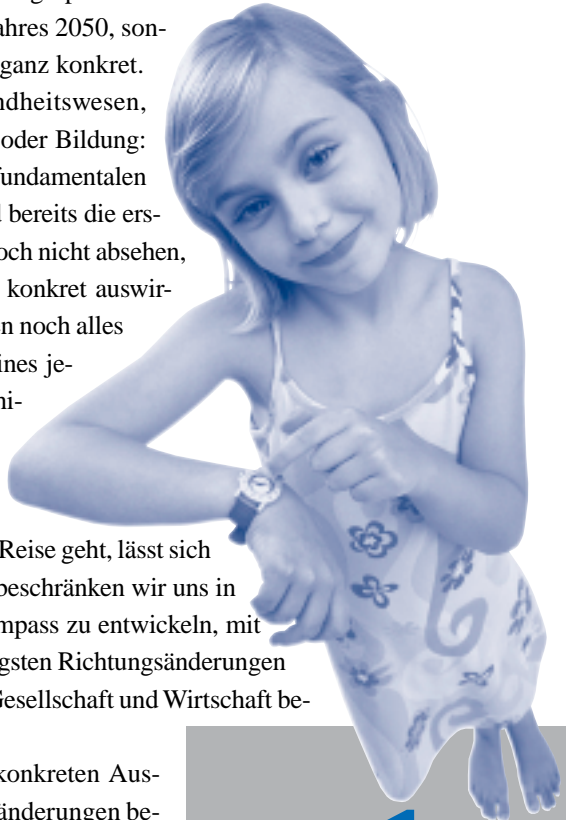 ahres 2050, son-
ganz konkret.
ndheitswesen,
oder Bildung:
fundamentalen
bereits die ers-
och nicht absehen,
konkret auswir-
en noch alles
ines je-
ni-
Reise geht, lässt sich
beschränken wir uns in
mpass zu entwickeln, mit
gsten Richtungsänderungen
Gesellschaft und Wirtschaft be-
konkreten Aus-
änderungen be-